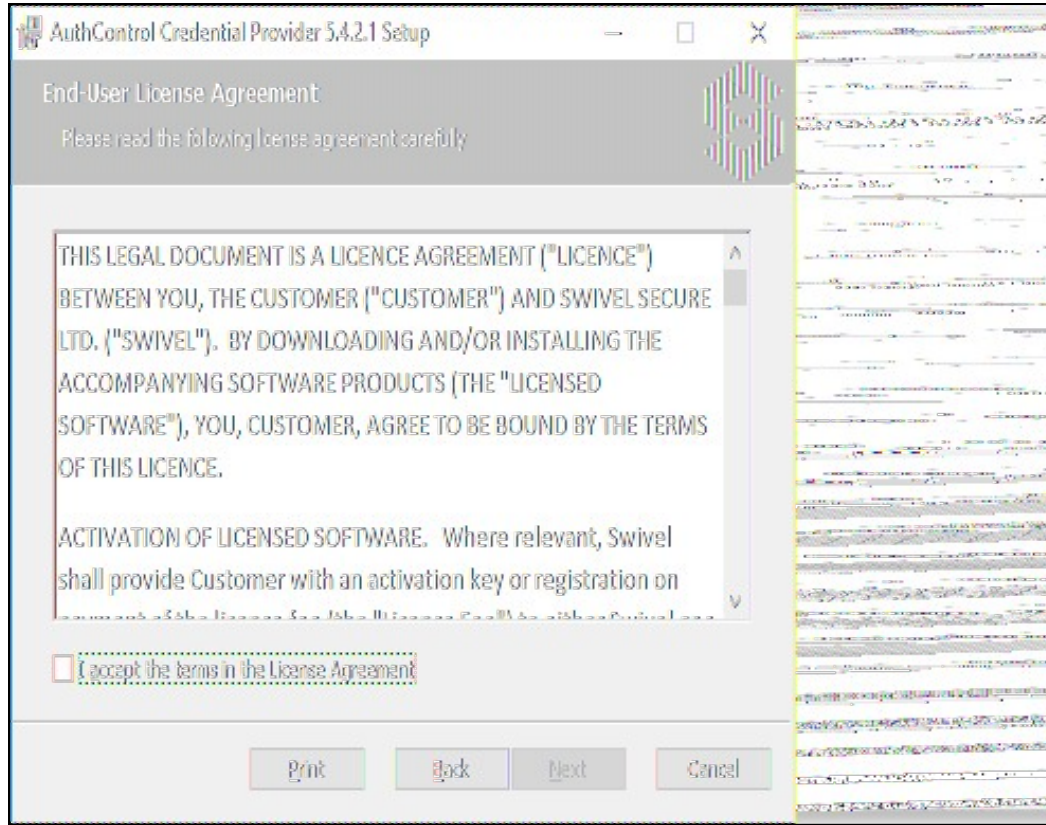 AuthControl Credential Provider 5.4.2.1 Setup
End-User License Agreement
Please read the following license agreement carefully
THIS LEGAL DOCUMENT IS A LICENCE AGREEMENT ("LICENCE")
BETWEEN YOU, THE CUSTOMER ("CUSTOMER") AND SWIVEL SECURE
LTD. ("SWIVEL").  BY DOWNLOADING AND/OR INSTALLING THE
ACCOMPANYING SOFTWARE PRODUCTS (THE "LICENSED
SOFTWARE"), YOU, CUSTOMER, AGREE TO BE BOUND BY THE TERMS
OF THIS LICENCE.
ACTIVATION OF LICENSED SOFTWARE.  Where relevant, Swivel
shall provide Customer with an activation key or registration on
I accept the terms in the License Agreement
Print Back Next Cancel